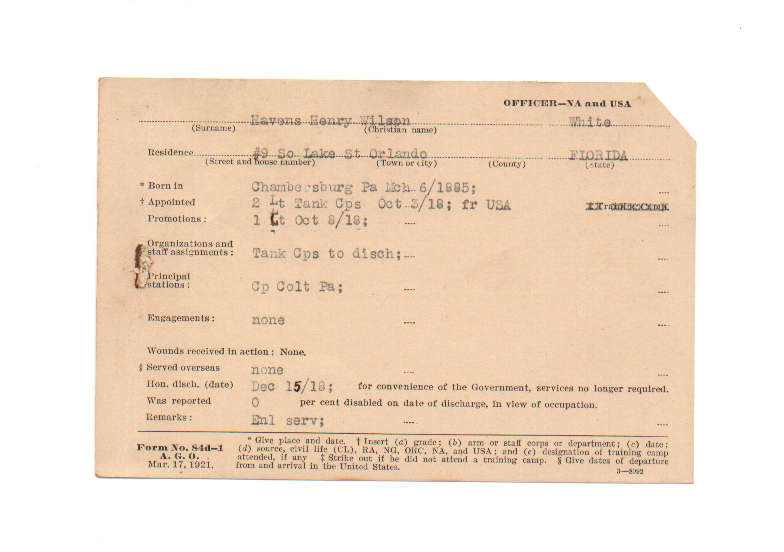 OFFICER—NA and USA
Havens Henry Wilson White
(Surname) (Christian name)
Residence #9 So Lake St Orlando FLORIDA
(Street and house number) (Town or city) (County) (State)
* Born in Chambersburg Pa Mch 6/1885;
† Appointed 2 Lt Tank Cps Oct 3/18; fr USA
Promotions: 1 Lt Oct 8/18;
Organizations and
staff assignments: Tank Cps to disch;
Principal
stations: Cp Colt Pa;
Engagements: none
Wounds received in action: None.
§ Served overseas none
Hon. disch. (date) Dec 15/18; for convenience of the Government, services no longer required.
Was reported 0 per cent disabled on date of discharge, in view of occupation.
Remarks: Enl serv;
Form No. 84d—1
A. G. O.
Mar. 17, 1921.
* Give place and date. † Insert (a) grade; (b) arm or staff corps or department; (c) date;
(d) source, civil life (CL), RA, NG, ORC, NA, and USA; and (e) designation of training camp
attended, if any ‡ Strike out if he did not attend a training camp. § Give dates of departure
from and arrival in the United States.
3—8992